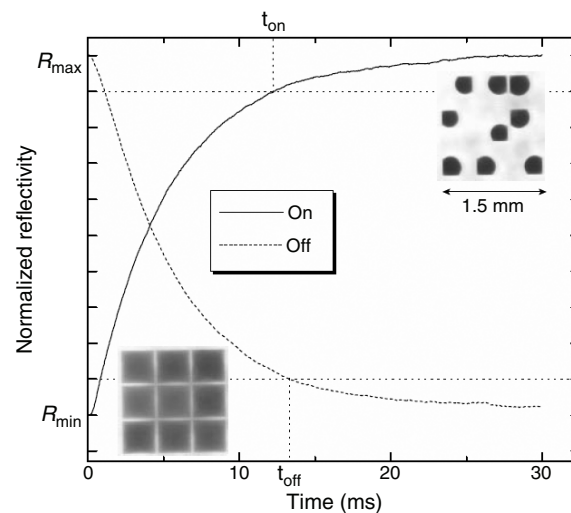 t_on
R_max
Normalized reflectivity
On
Off
1.5 mm
R_min
0
10
20
30
t_off
Time (ms)